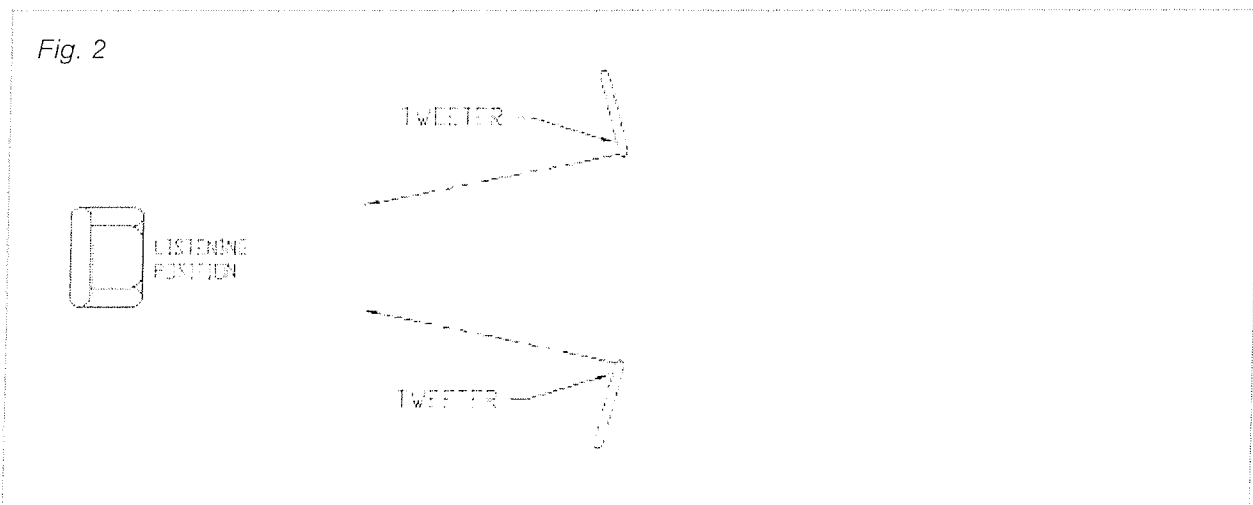 Fig. 2
TWEETER
LISTENING
POSITION
TWEETER